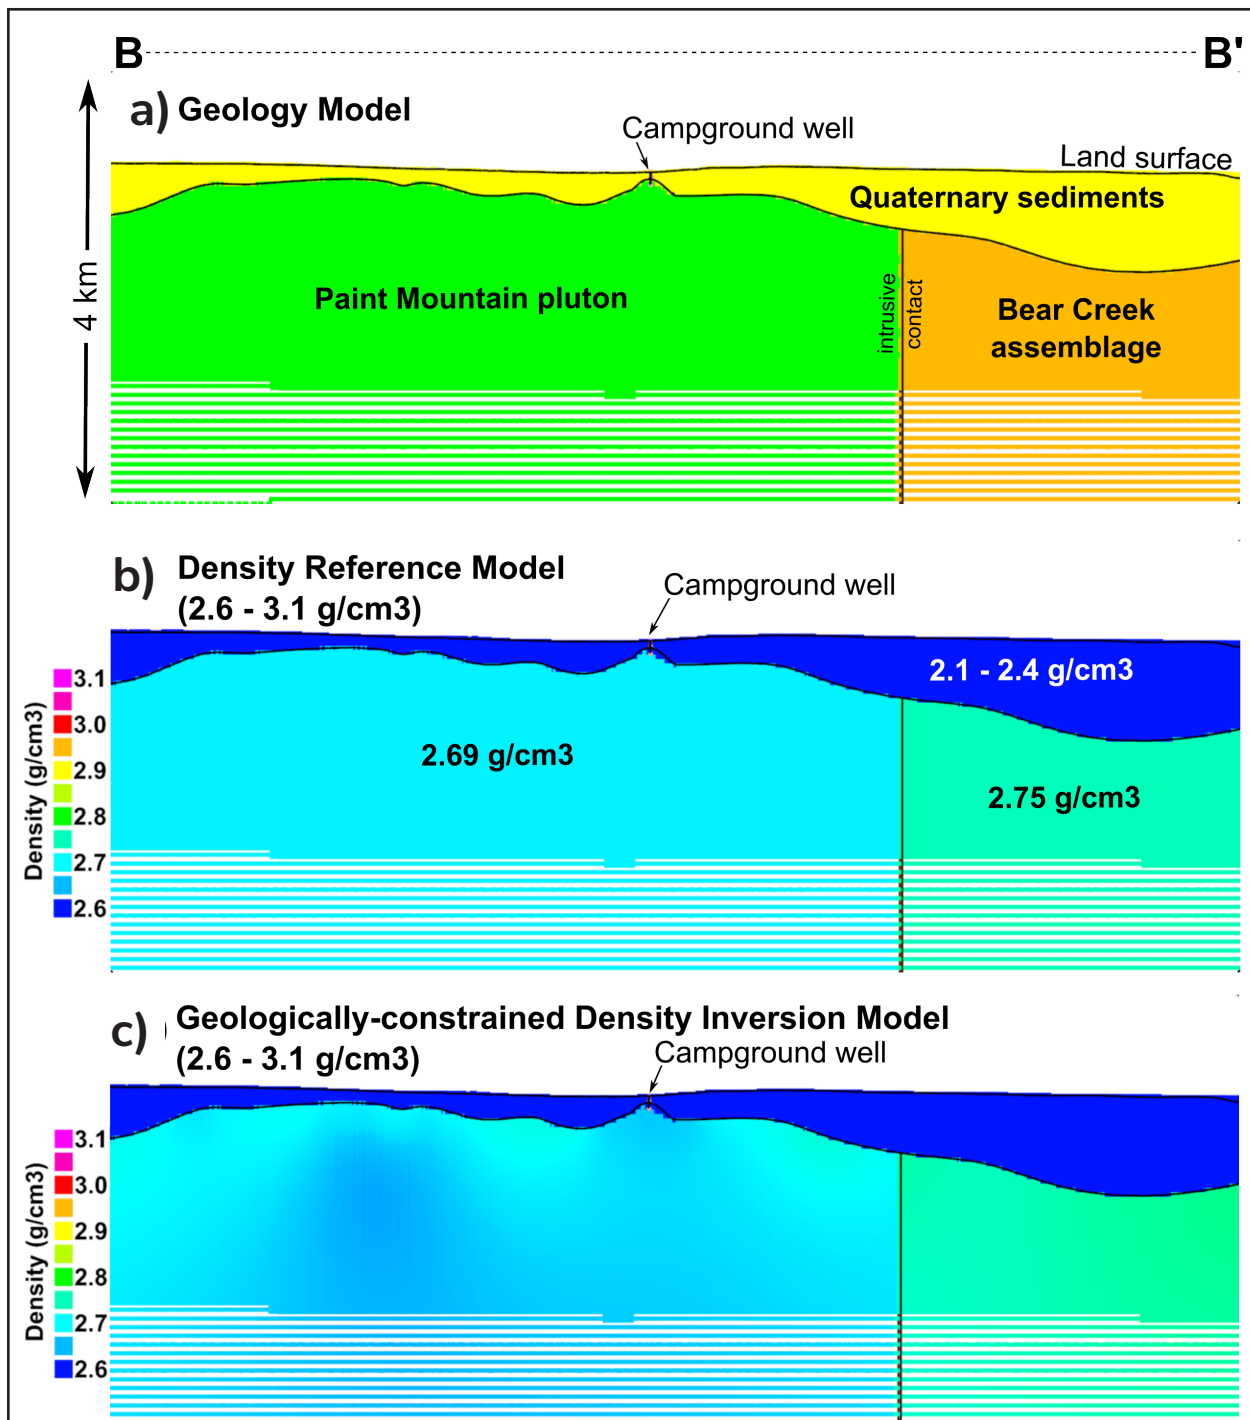 B B'
a) Geology Model
4 km
Campground well
Land surface
Quaternary sediments
Paint Mountain pluton
intrusive
contact
Bear Creek
assemblage
b) Density Reference Model
(2.6 - 3.1 g/cm3)
Campground well
Density (g/cm3)
3.1
3.0
2.9
2.8
2.7
2.6
2.1 - 2.4 g/cm3
2.69 g/cm3
2.75 g/cm3
c) Geologically-constrained Density Inversion Model
(2.6 - 3.1 g/cm3)
Campground well
Density (g/cm3)
3.1
3.0
2.9
2.8
2.7
2.6